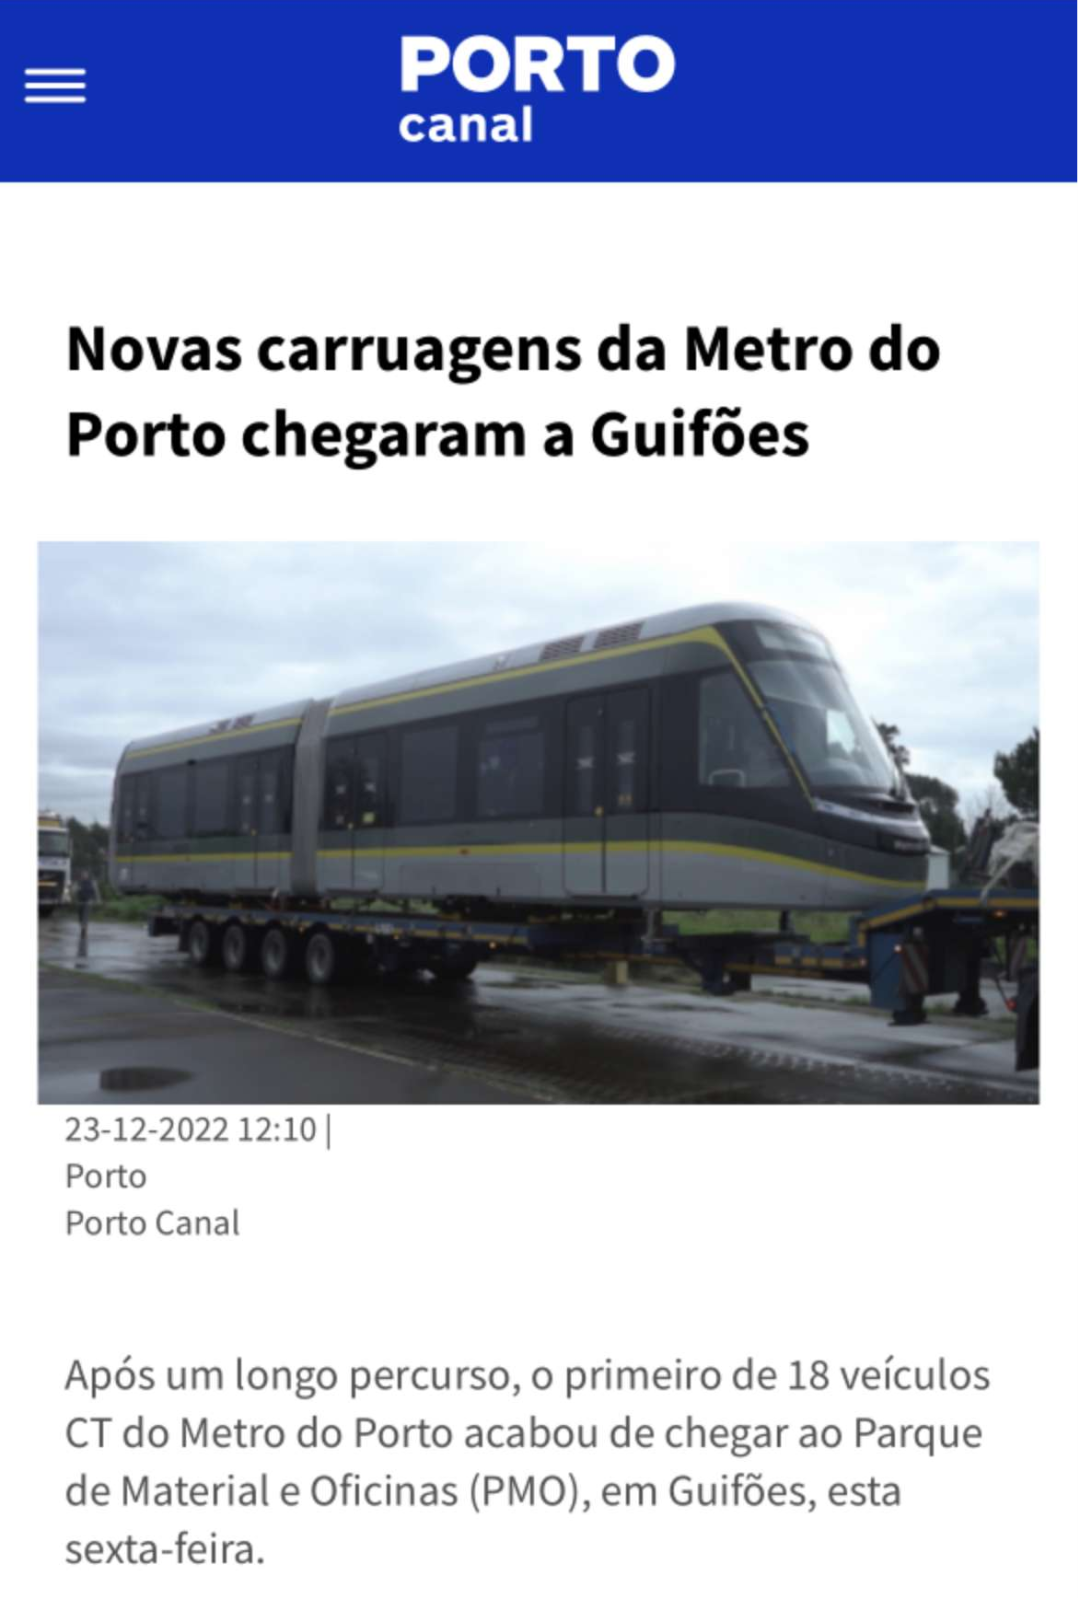 PORTO
canal
Novas carruagens da Metro do
Porto chegaram a Guifões
23-12-2022 12:10 |
Porto
Porto Canal
Após um longo percurso, o primeiro de 18 veículos
CT do Metro do Porto acabou de chegar ao Parque
de Material e Oficinas (PMO), em Guifões, esta
sexta-feira.